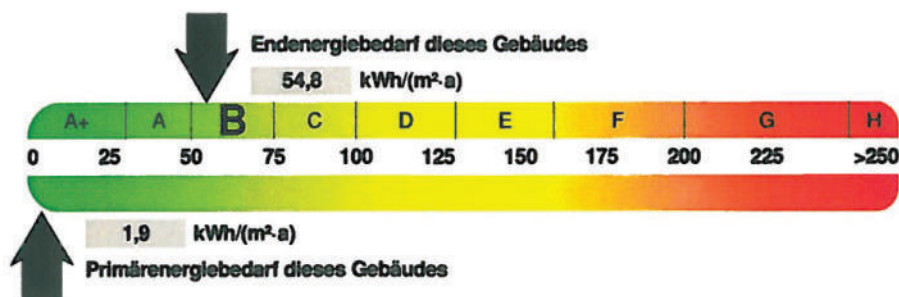 Endenergiebedarf dieses Gebäudes
54,8 kWh/(m²·a)
A+ A B C D E F G H
0 25 50 75 100 125 150 175 200 225 >250
1,9 kWh/(m²·a)
Primärenergiebedarf dieses Gebäudes